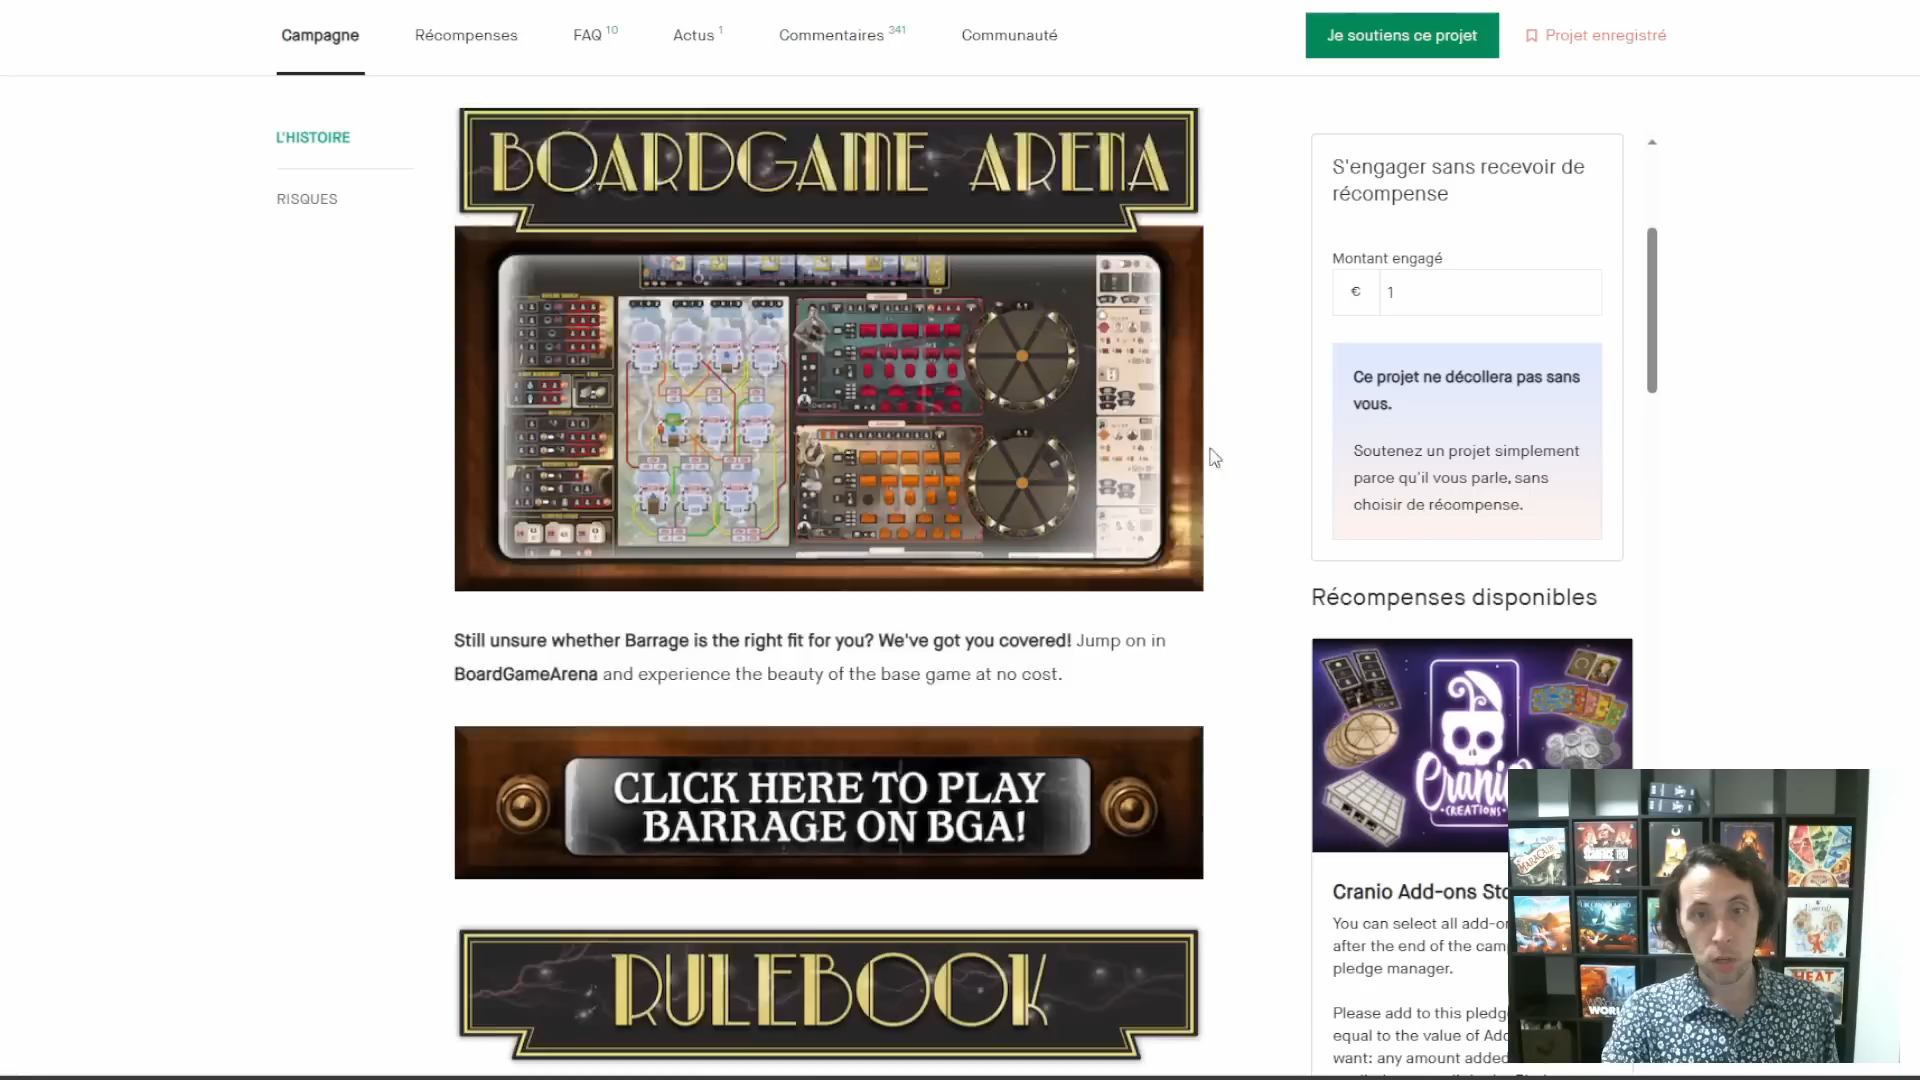 Campagne
Récompenses
FAQ 10
Actus 1
Commentaires 341
Communauté
Je soutiens ce projet
Projet enregistré
L'HISTOIRE
RISQUES
BOARDGAME ARENA
Still unsure whether Barrage is the right fit for you? We've got you covered! Jump on in
BoardGameArena and experience the beauty of the base game at no cost.
CLICK HERE TO PLAY
BARRAGE ON BGA!
RULEBOOK
S'engager sans recevoir de
récompense
Montant engagé
€ 1
Ce projet ne décollera pas sans
vous.
Soutenez un projet simplement
parce qu'il vous parle, sans
choisir de récompense.
Récompenses disponibles
Cranio
CREATIONS
Cranio Add-ons Sto
You can select all add-on
after the end of the cam
pledge manager.
Please add to this pledg
equal to the value of Add
want: any amount added
MARACAIBO
HEAT